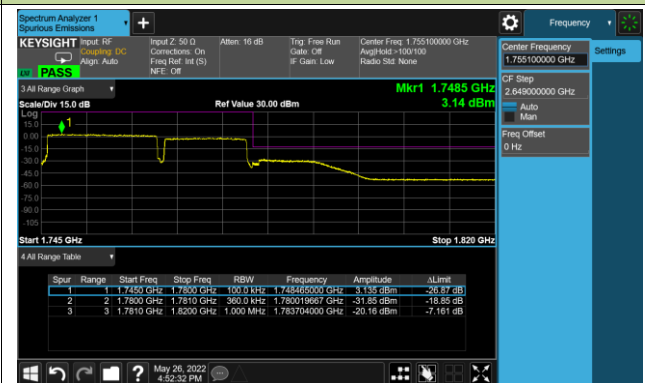 Spectrum Analyzer 1
Spurious Emissions
+
Frequency
KEYSIGHT Input: RF Input Z: 50 Ω Atten: 16 dB Trig: Free Run Center Freq: 1.755100000 GHz
Coupling: DC Corrections: On Gate: Off Avg|Hold:>100/100
Align: Auto Freq Ref: Int (S) IF Gain: Low Radio Std: None
NFE: Off
LXI PASS
Center Frequency
1.755100000 GHz
Settings
CF Step
2.649000000 GHz
Auto
Man
Freq Offset
0 Hz
3 All Range Graph
Mkr1 1.7485 GHz
Scale/Div 15.0 dB Ref Value 30.00 dBm 3.14 dBm
Log
15.0
0.00
-15.0
-30.0
-45.0
-60.0
-75.0
-90.0
-105
1
Start 1.745 GHz Stop 1.820 GHz
4 All Range Table
Spur Range Start Freq Stop Freq RBW Frequency Amplitude ΔLimit
1 1 1.7450 GHz 1.7800 GHz 100.0 kHz 1.748465000 GHz 3.135 dBm -26.87 dB
2 2 1.7800 GHz 1.7810 GHz 360.0 kHz 1.780019667 GHz -31.85 dBm -18.85 dB
3 3 1.7810 GHz 1.8200 GHz 1.000 MHz 1.783704000 GHz -20.16 dBm -7.161 dB
? May 26, 2022
4:52:32 PM